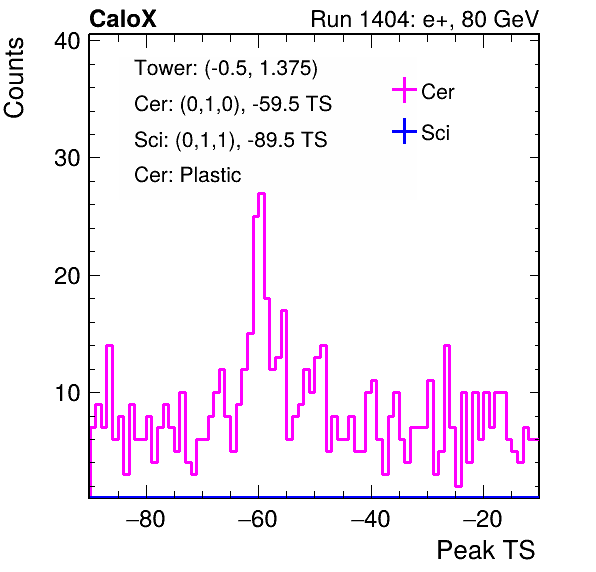 CaloX Run 1404: e+, 80 GeV
Counts
40
30
20
10
Tower: (-0.5, 1.375)
Cer: (0,1,0), -59.5 TS
Sci: (0,1,1), -89.5 TS
Cer: Plastic
Cer
Sci
−80 −60 −40 −20
Peak TS